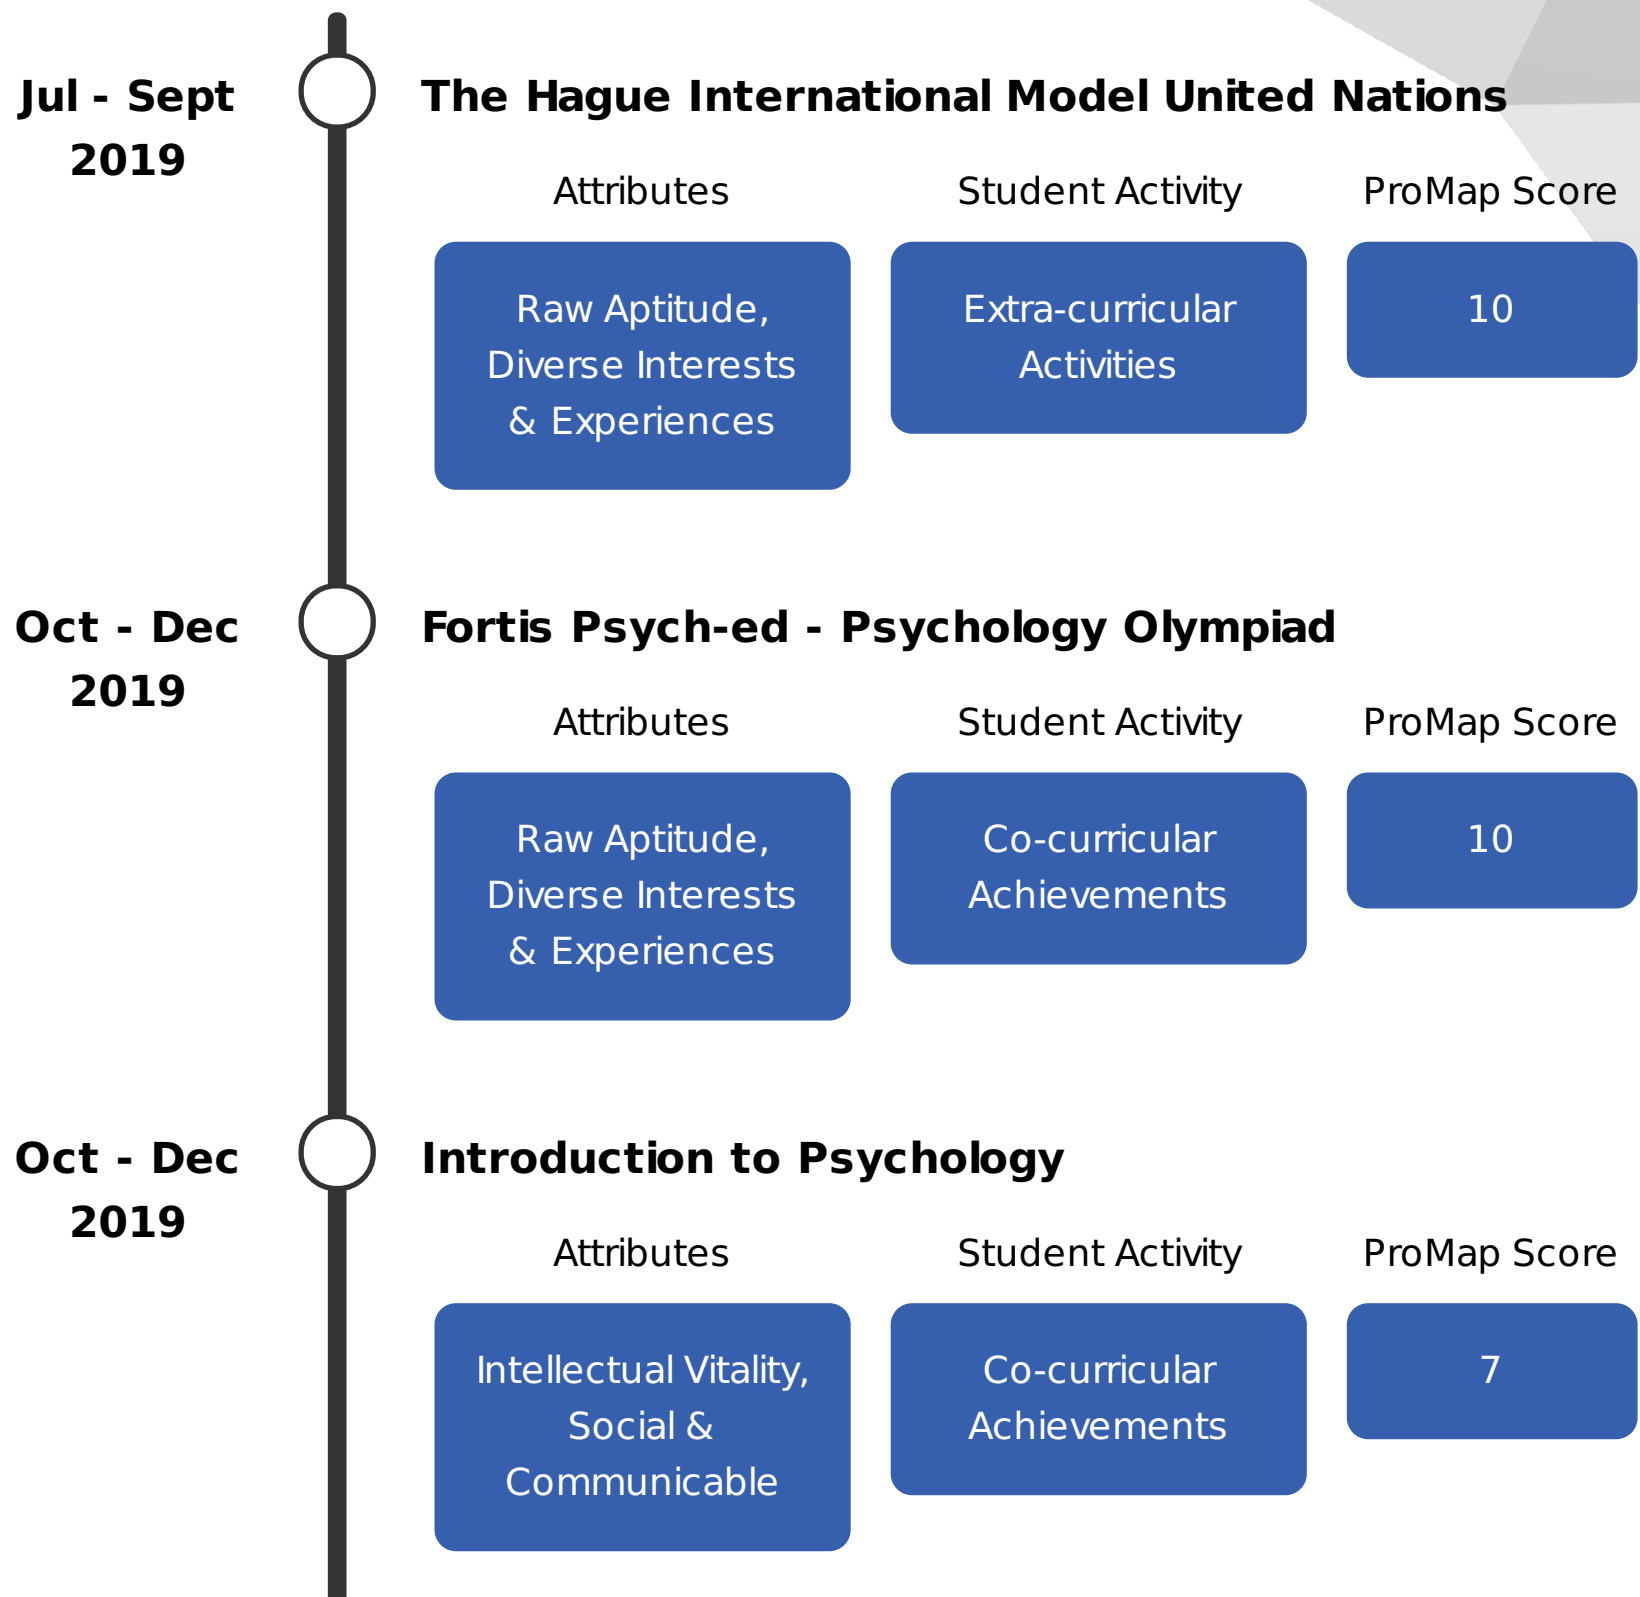 Jul - Sept
2019
The Hague International Model United Nations
Attributes
Student Activity
ProMap Score
Raw Aptitude,
Diverse Interests
& Experiences
Extra-curricular
Activities
10
Oct - Dec
2019
Fortis Psych-ed - Psychology Olympiad
Attributes
Student Activity
ProMap Score
Raw Aptitude,
Diverse Interests
& Experiences
Co-curricular
Achievements
10
Oct - Dec
2019
Introduction to Psychology
Attributes
Student Activity
ProMap Score
Intellectual Vitality,
Social &
Communicable
Co-curricular
Achievements
7